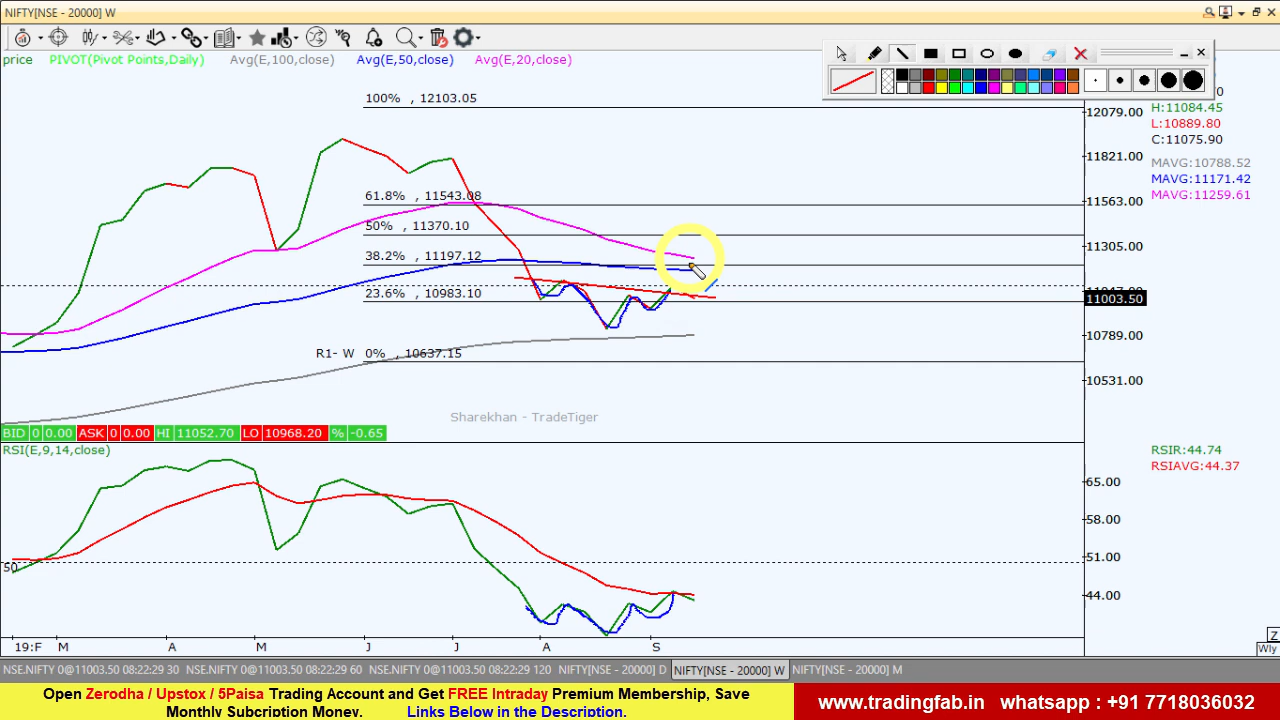 NIFTY[NSE - 20000] W
price PIVOT(Pivot Points,Daily) Avg(E,100,close) Avg(E,50,close) Avg(E,20,close)
H:11084.45
L:10889.80
C:11075.90
MAVG:10788.52
MAVG:11171.42
MAVG:11259.61
100% , 12103.05
61.8% , 11543.08
50% , 11370.10
38.2% , 11197.12
23.6% , 10983.10
R1- W 0% , 10637.15
12079.00
11821.00
11563.00
11305.00
11003.50
10789.00
10531.00
Sharekhan - TradeTiger
BID 0 0.00 ASK 0 0.00 HI 11052.70 LO 10968.20 % -0.65
RSI(E,9,14,close)
RSIR:44.74
RSIAVG:44.37
65.00
58.00
51.00
44.00
50
19:F M A M J J A S
Z
Wly
NSE.NIFTY 0@11003.50 08:22:29 30 NSE.NIFTY 0@11003.50 08:22:29 60 NSE.NIFTY 0@11003.50 08:22:29 120 NIFTY[NSE - 20000] D NIFTY[NSE - 20000] W NIFTY[NSE - 20000] M
Open Zerodha / Upstox / 5Paisa Trading Account and Get FREE Intraday Premium Membership, Save
Monthly Subcription Money. Links Below in the Description.
www.tradingfab.in whatsapp : +91 7718036032